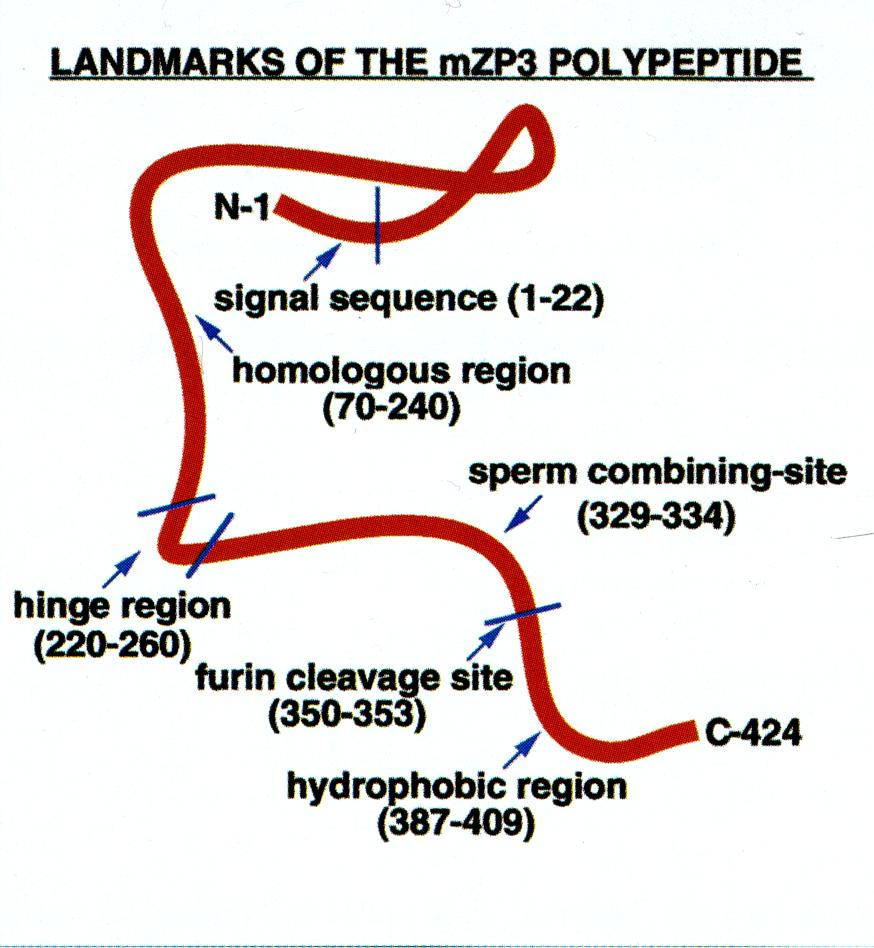 LANDMARKS OF THE mZP3 POLYPEPTIDE
N-1
signal sequence (1-22)
homologous region
(70-240)
sperm combining-site
(329-334)
hinge region
(220-260)
furin cleavage site
(350-353)
C-424
hydrophobic region
(387-409)